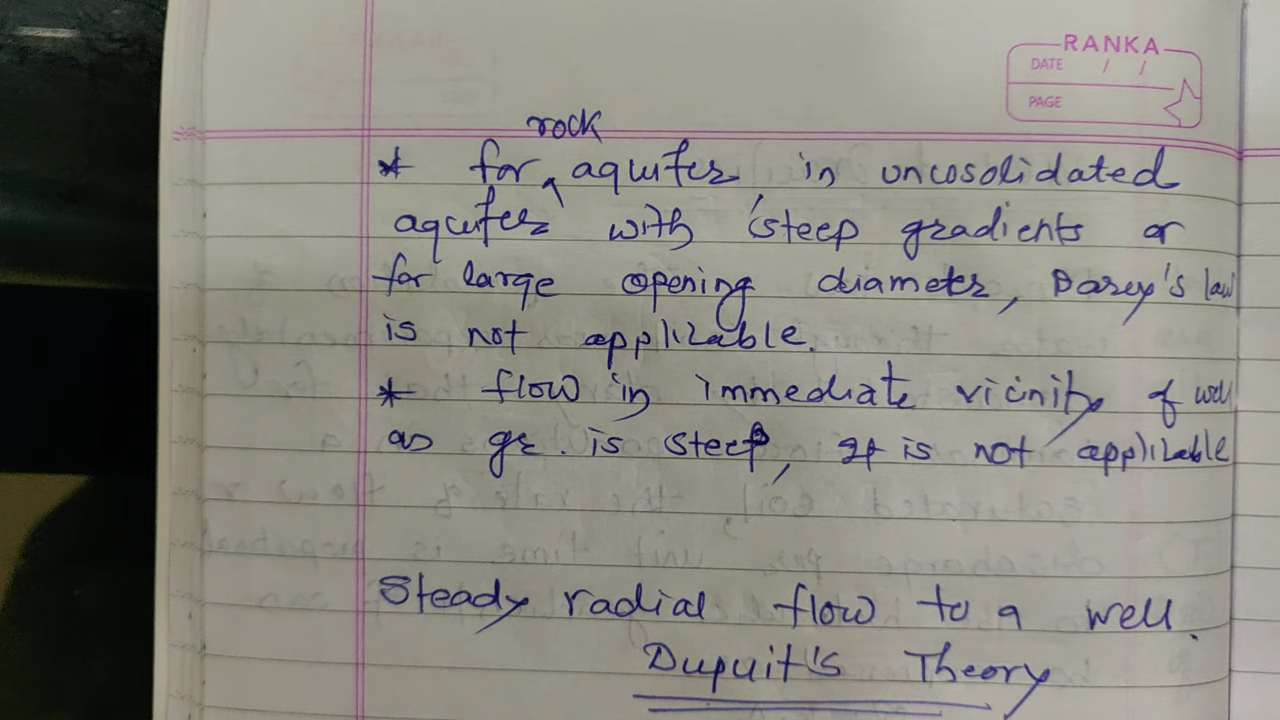 RANKA
DATE / /
PAGE
rock
* for ^ aquifer in uncosolidated
aquifer with steep gradients or
for large opening diameter, Darcy's law
is not applicable.
* flow in immediate vicinity of well
as gr. is steep, It is not applicable
Steady radial flow to a well.
Dupuit's Theory